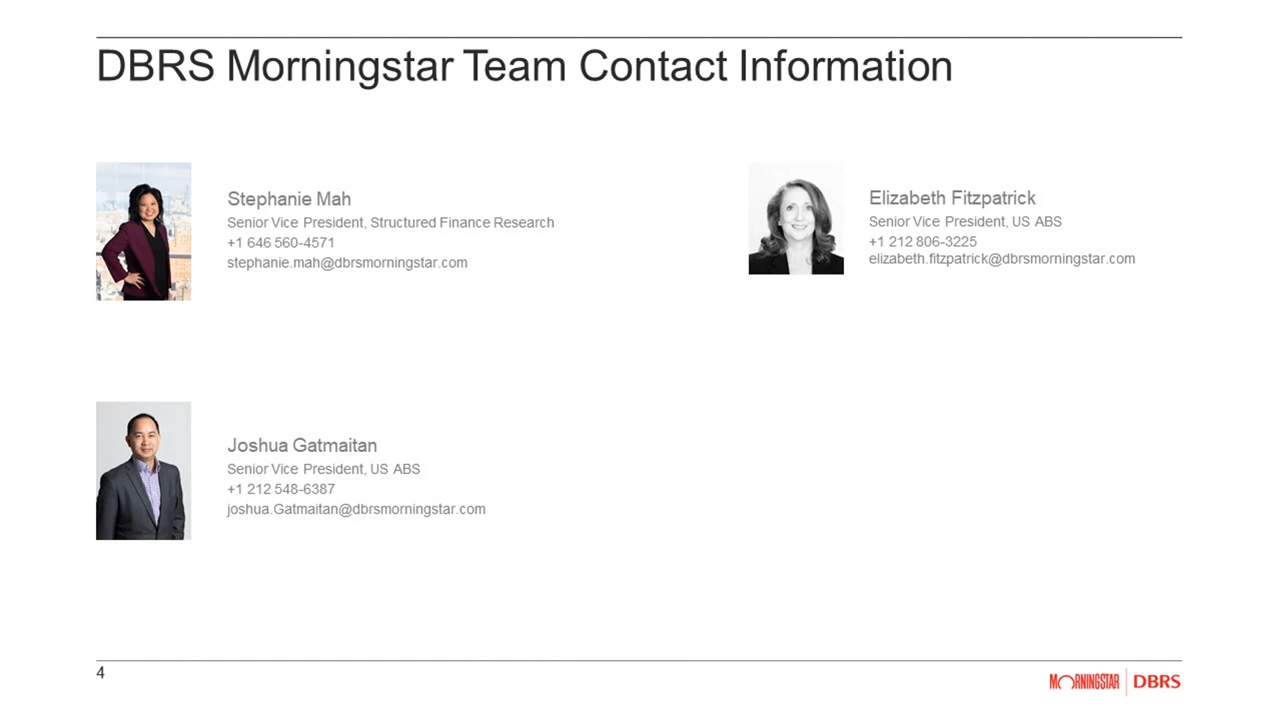 DBRS Morningstar Team Contact Information
Stephanie Mah
Senior Vice President, Structured Finance Research
+1 646 560-4571
stephanie.mah@dbrsmorningstar.com
Elizabeth Fitzpatrick
Senior Vice President, US ABS
+1 212 806-3225
elizabeth.fitzpatrick@dbrsmorningstar.com
Joshua Gatmaitan
Senior Vice President, US ABS
+1 212 548-6387
joshua.Gatmaitan@dbrsmorningstar.com
4
MORNINGSTAR | DBRS